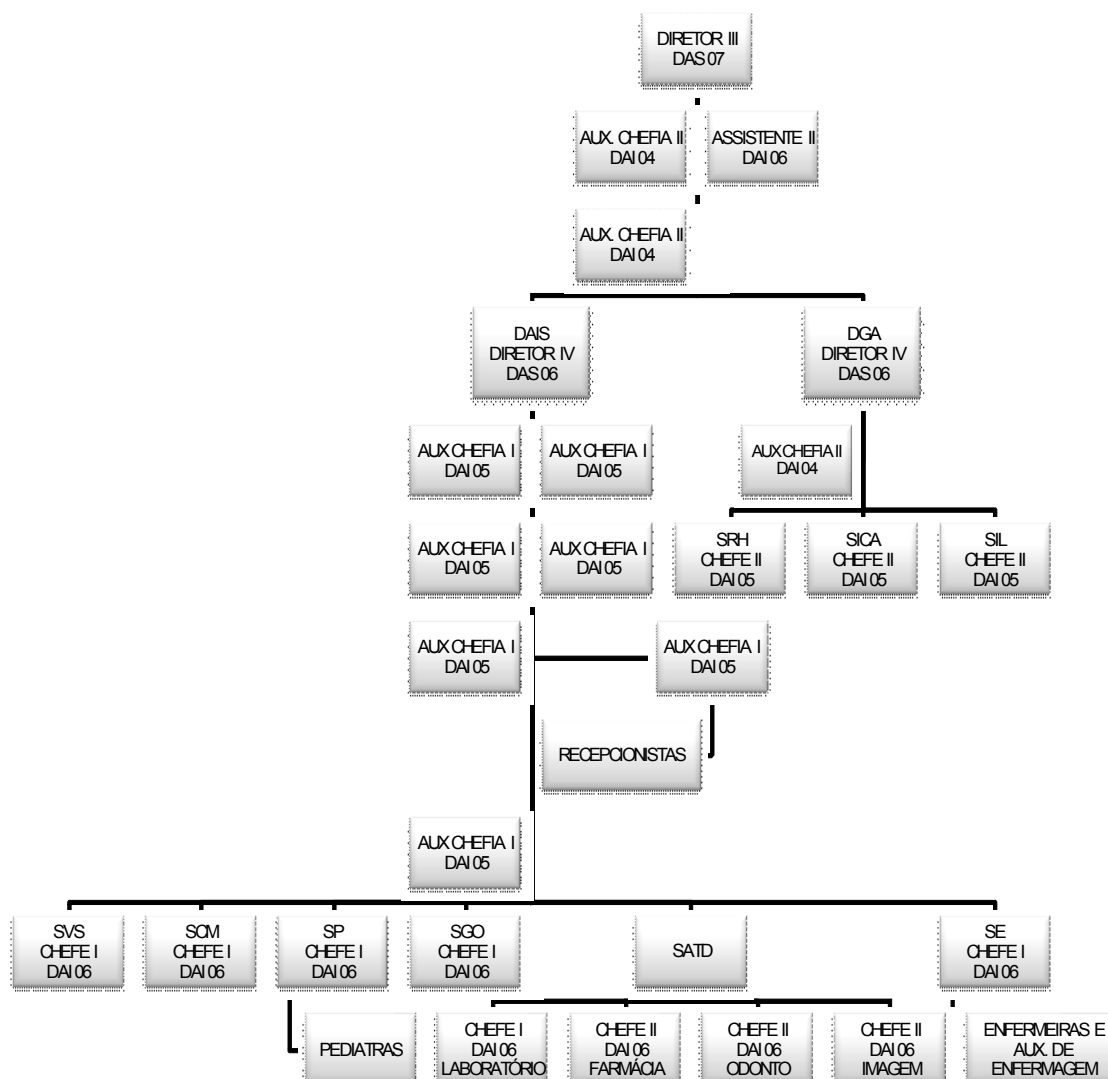 DIRETOR III
DAS 07
AUX. CHEFIA II
DAI 04
ASSISTENTE II
DAI 06
AUX. CHEFIA II
DAI 04
DAIS
DIRETOR IV
DAS 06
DGA
DIRETOR IV
DAS 06
AUX CHEFIA I
DAI 05
AUX CHEFIA I
DAI 05
AUX CHEFIA II
DAI 04
AUX CHEFIA I
DAI 05
AUX CHEFIA I
DAI 05
SRH
CHEFE II
DAI 05
SICA
CHEFE II
DAI 05
SIL
CHEFE II
DAI 05
AUX CHEFIA I
DAI 05
AUX CHEFIA I
DAI 05
RECEPCIONISTAS
AUX CHEFIA I
DAI 05
SVS
CHEFE I
DAI 06
SCM
CHEFE I
DAI 06
SP
CHEFE I
DAI 06
SGO
CHEFE I
DAI 06
SATD
SE
CHEFE I
DAI 06
PEDIATRAS
CHEFE I
DAI 06
LABORATÓRIO
CHEFE II
DAI 06
FARMÁCIA
CHEFE II
DAI 06
ODONTO
CHEFE II
DAI 06
IMAGEM
ENFERMEIRAS E
AUX. DE
ENFERMAGEM